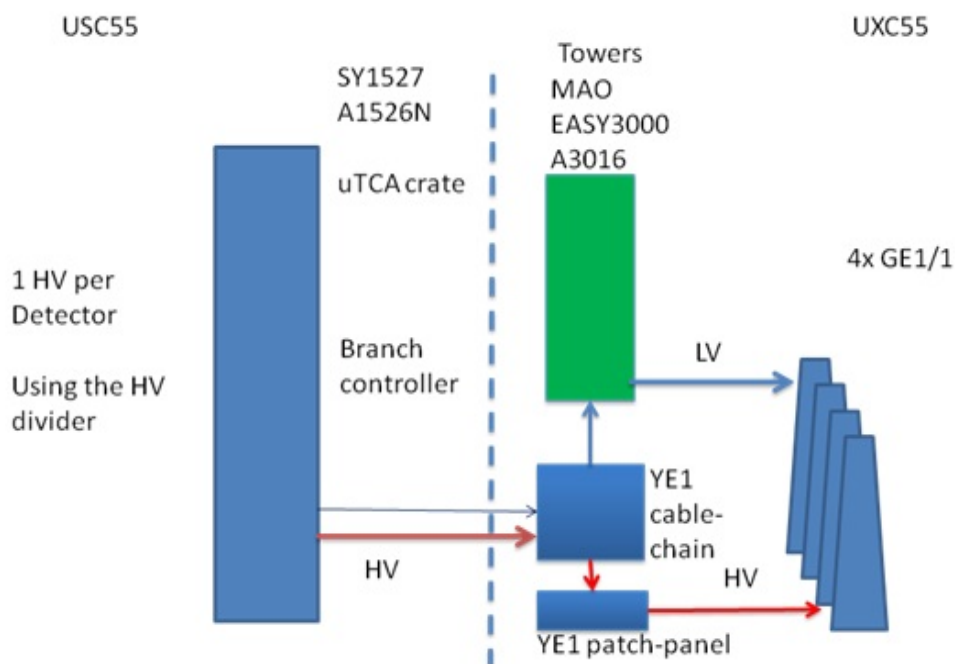 USC55
UXC55
SY1527
A1526N
uTCA crate
Towers
MAO
EASY3000
A3016
4x GE1/1
1 HV per
Detector
Using the HV
divider
Branch
controller
LV
YE1
cable-
chain
HV
HV
YE1 patch-panel